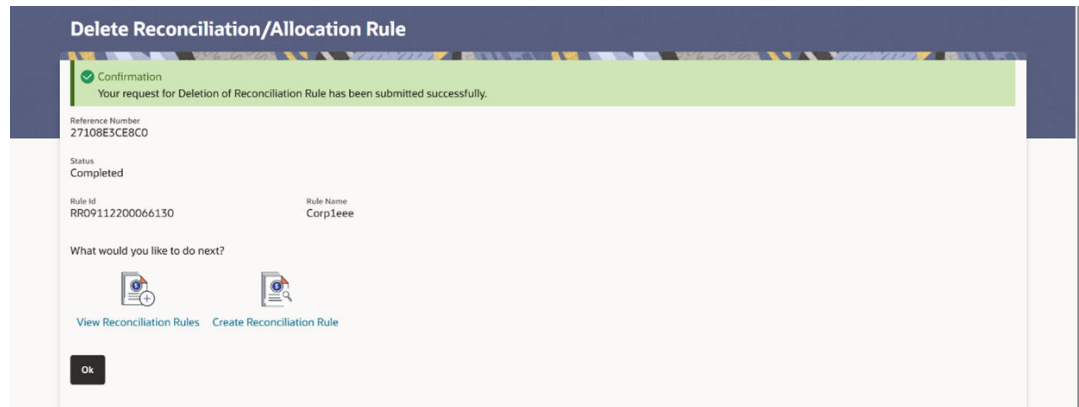 Delete Reconciliation/Allocation Rule
Confirmation
Your request for Deletion of Reconciliation Rule has been submitted successfully.
Reference Number
27108E3CE8C0
Status
Completed
Rule Id
RR09112200066130
Rule Name
Corp1eee
What would you like to do next?
View Reconciliation Rules
Create Reconciliation Rule
Ok